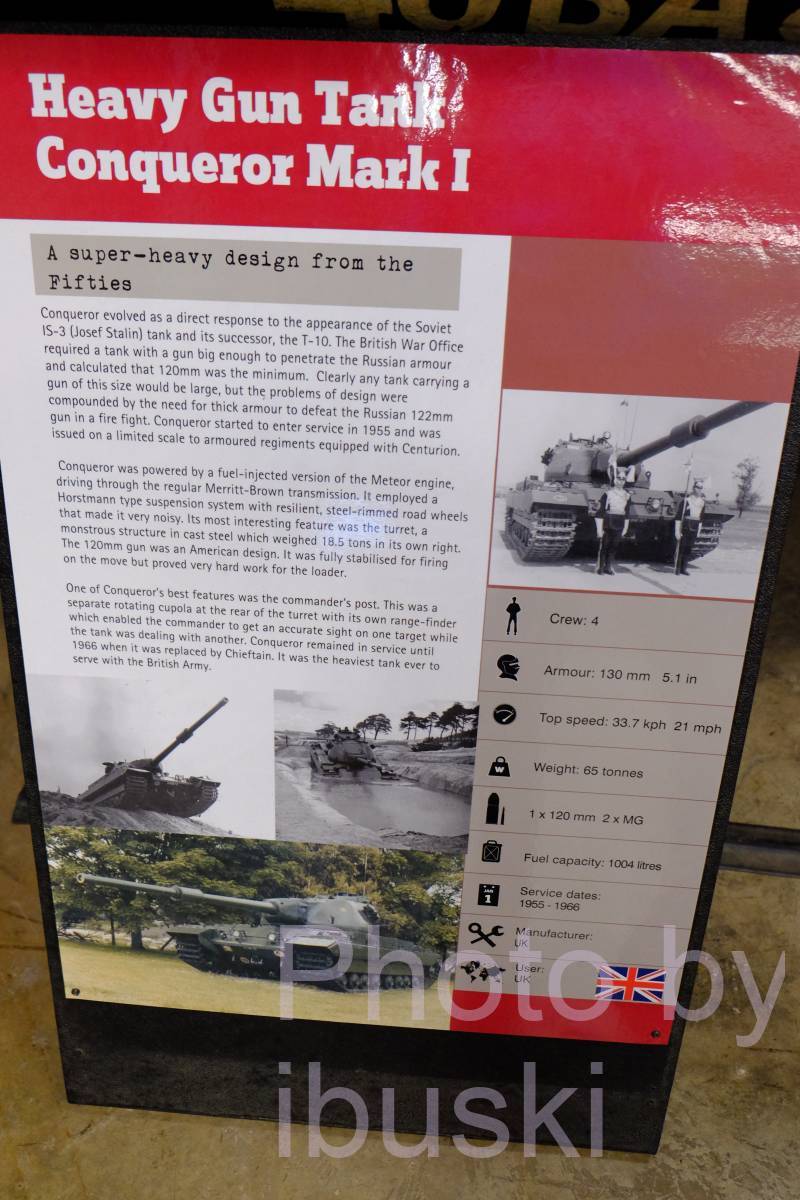 Heavy Gun Tank
Conqueror Mark I
A super-heavy design from the
Fifties
Conqueror evolved as a direct response to the appearance of the Soviet
IS-3 (Josef Stalin) tank and its successor, the T-10. The British War Office
required a tank with a gun big enough to penetrate the Russian armour
and calculated that 120mm was the minimum. Clearly any tank carrying a
gun of this size would be large, but the problems of design were
compounded by the need for thick armour to defeat the Russian 122mm
gun in a fire fight. Conqueror started to enter service in 1955 and was
issued on a limited scale to armoured regiments equipped with Centurion.
Conqueror was powered by a fuel-injected version of the Meteor engine,
driving through the regular Merritt-Brown transmission. It employed a
Horstmann type suspension system with resilient, steel-rimmed road wheels
that made it very noisy. Its most interesting feature was the turret, a
monstrous structure in cast steel which weighed 18.5 tons in its own right.
The 120mm gun was an American design. It was fully stabilised for firing
on the move but proved very hard work for the loader.
One of Conqueror's best features was the commander's post. This was a
separate rotating cupola at the rear of the turret with its own range-finder
which enabled the commander to get an accurate sight on one target while
the tank was dealing with another. Conqueror remained in service until
1966 when it was replaced by Chieftain. It was the heaviest tank ever to
serve with the British Army.
Crew: 4
Armour: 130 mm 5.1 in
Top speed: 33.7 kph 21 mph
W
Weight: 65 tonnes
1 x 120 mm 2 x MG
Fuel capacity: 1004 litres
JAN
1
Service dates:
1955 - 1966
Manufacturer:
UK
User:
UK
Photo by
ibuski